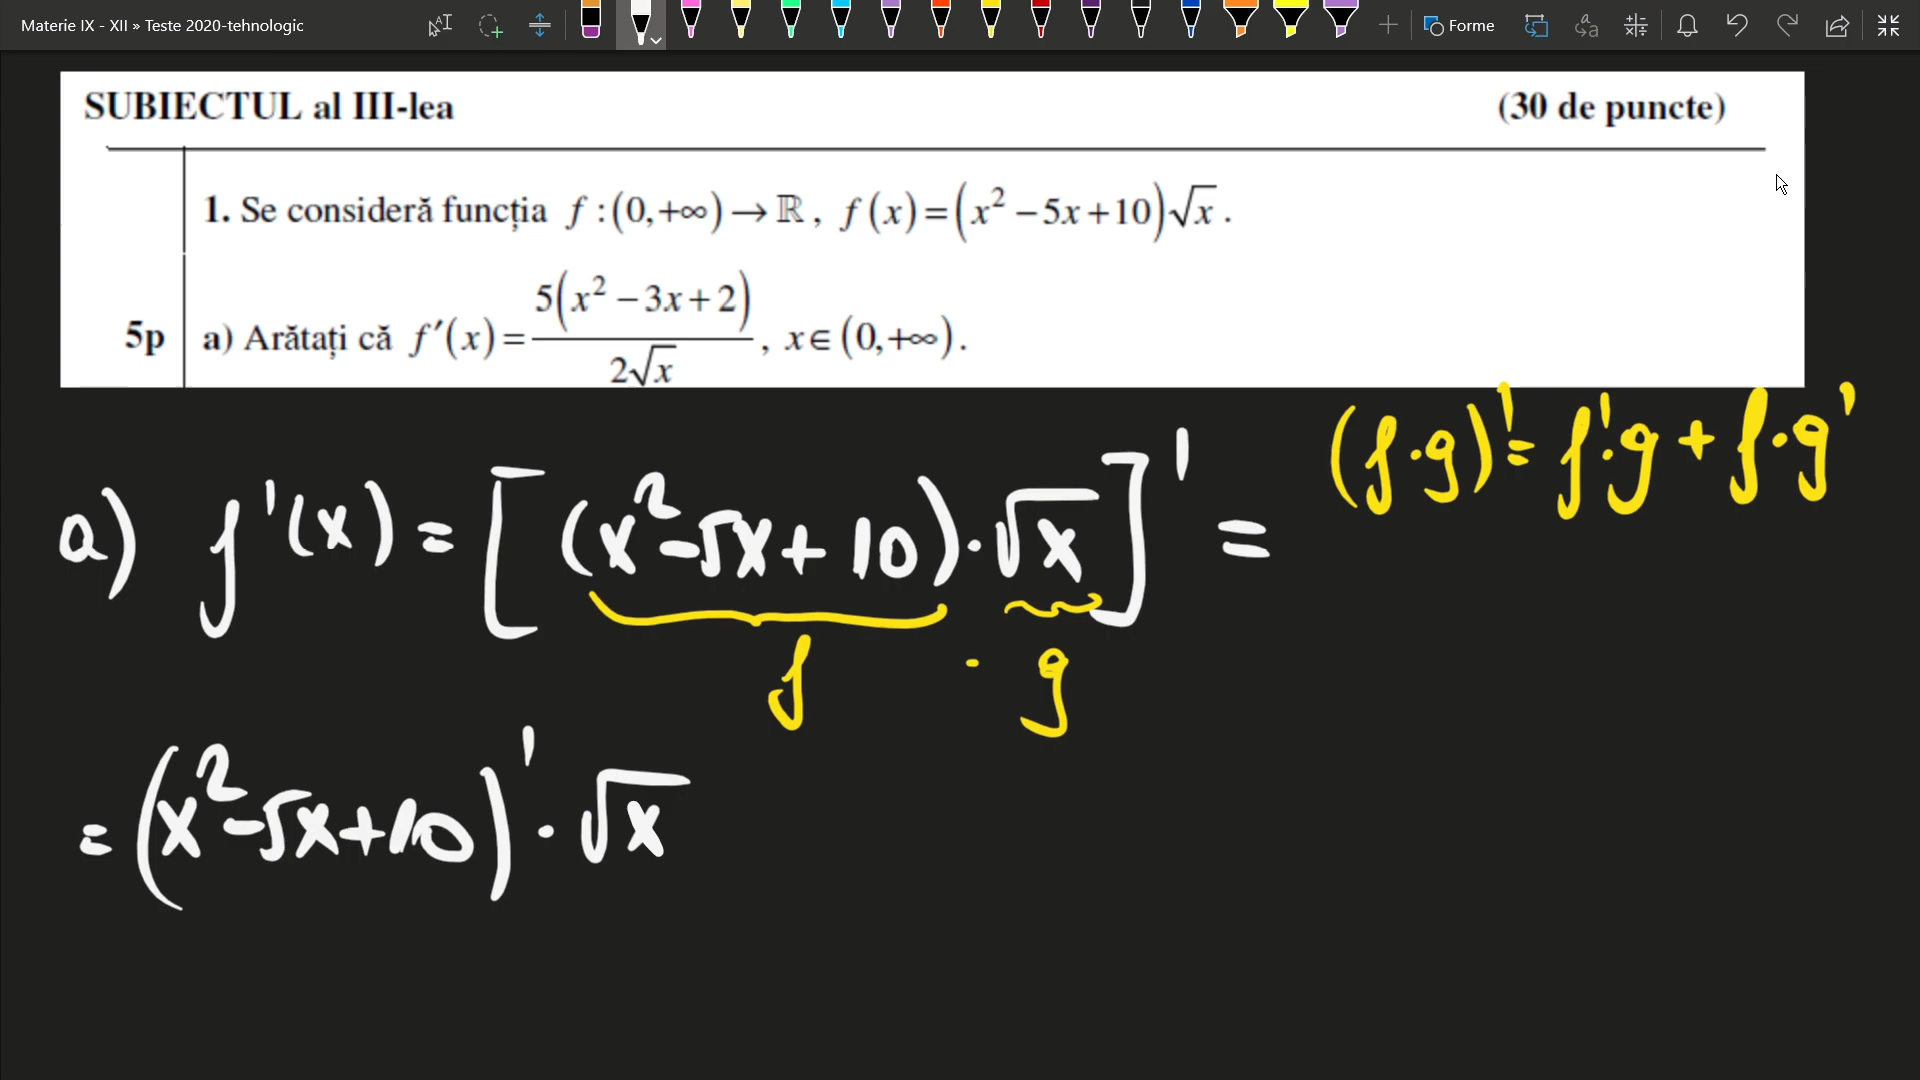 Materie IX - XII » Teste 2020-tehnologic
Forme
SUBIECTUL al III-lea (30 de puncte)
1. Se consideră funcția f : (0,+∞) → ℝ, f(x) = (x² − 5x + 10)√x.
5p a) Arătați că f′(x) = 5(x² − 3x + 2) / 2√x, x ∈ (0,+∞).
(f·g)' = f'·g + f·g'
a) f'(x) = [(x²-5x+10)·√x]' =
f · g
= (x²-5x+10)'·√x